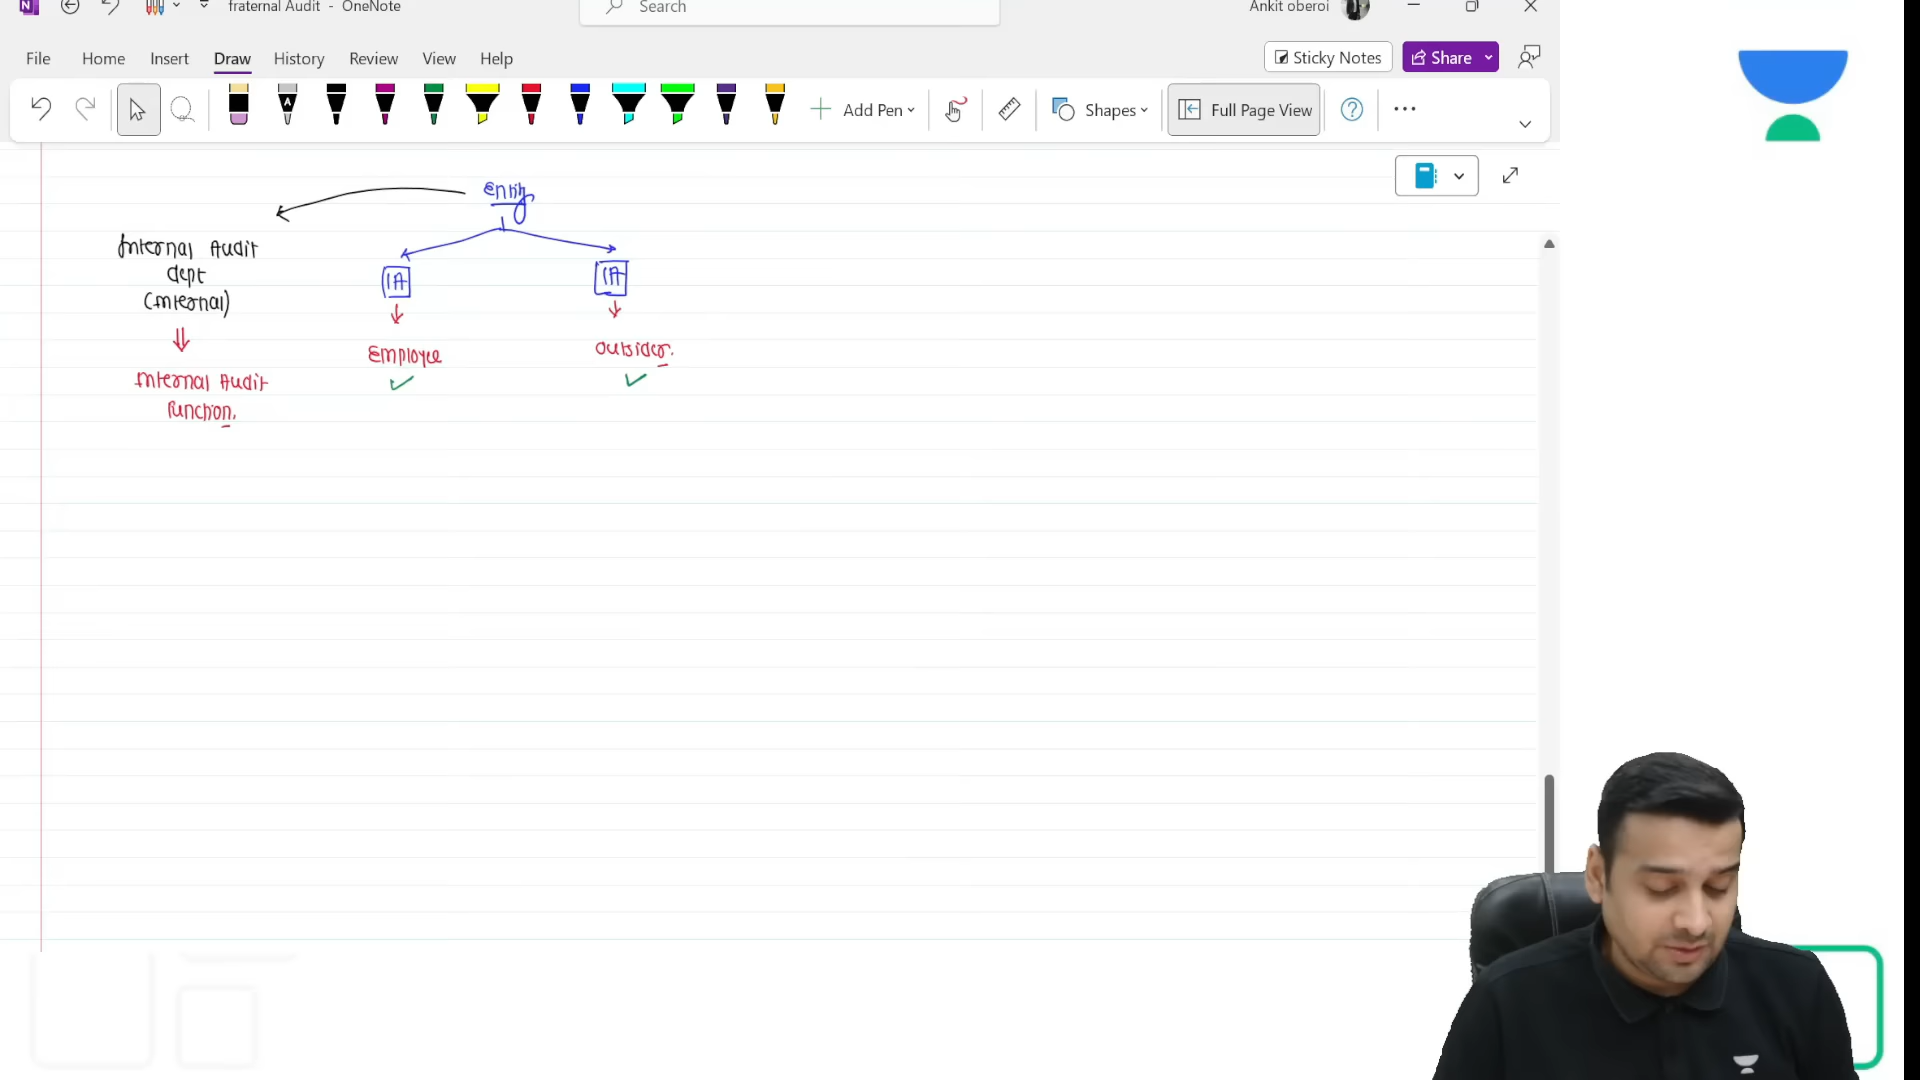 fraternal Audit - OneNote
Search
Ankit oberoi
File Home Insert Draw History Review View Help
Sticky Notes
Share
A
Add Pen
Shapes
Full Page View
Entity
Internal Audit
dept
(Internal)
IA
IA
Employee
outsider.
Internal Audit
Function.